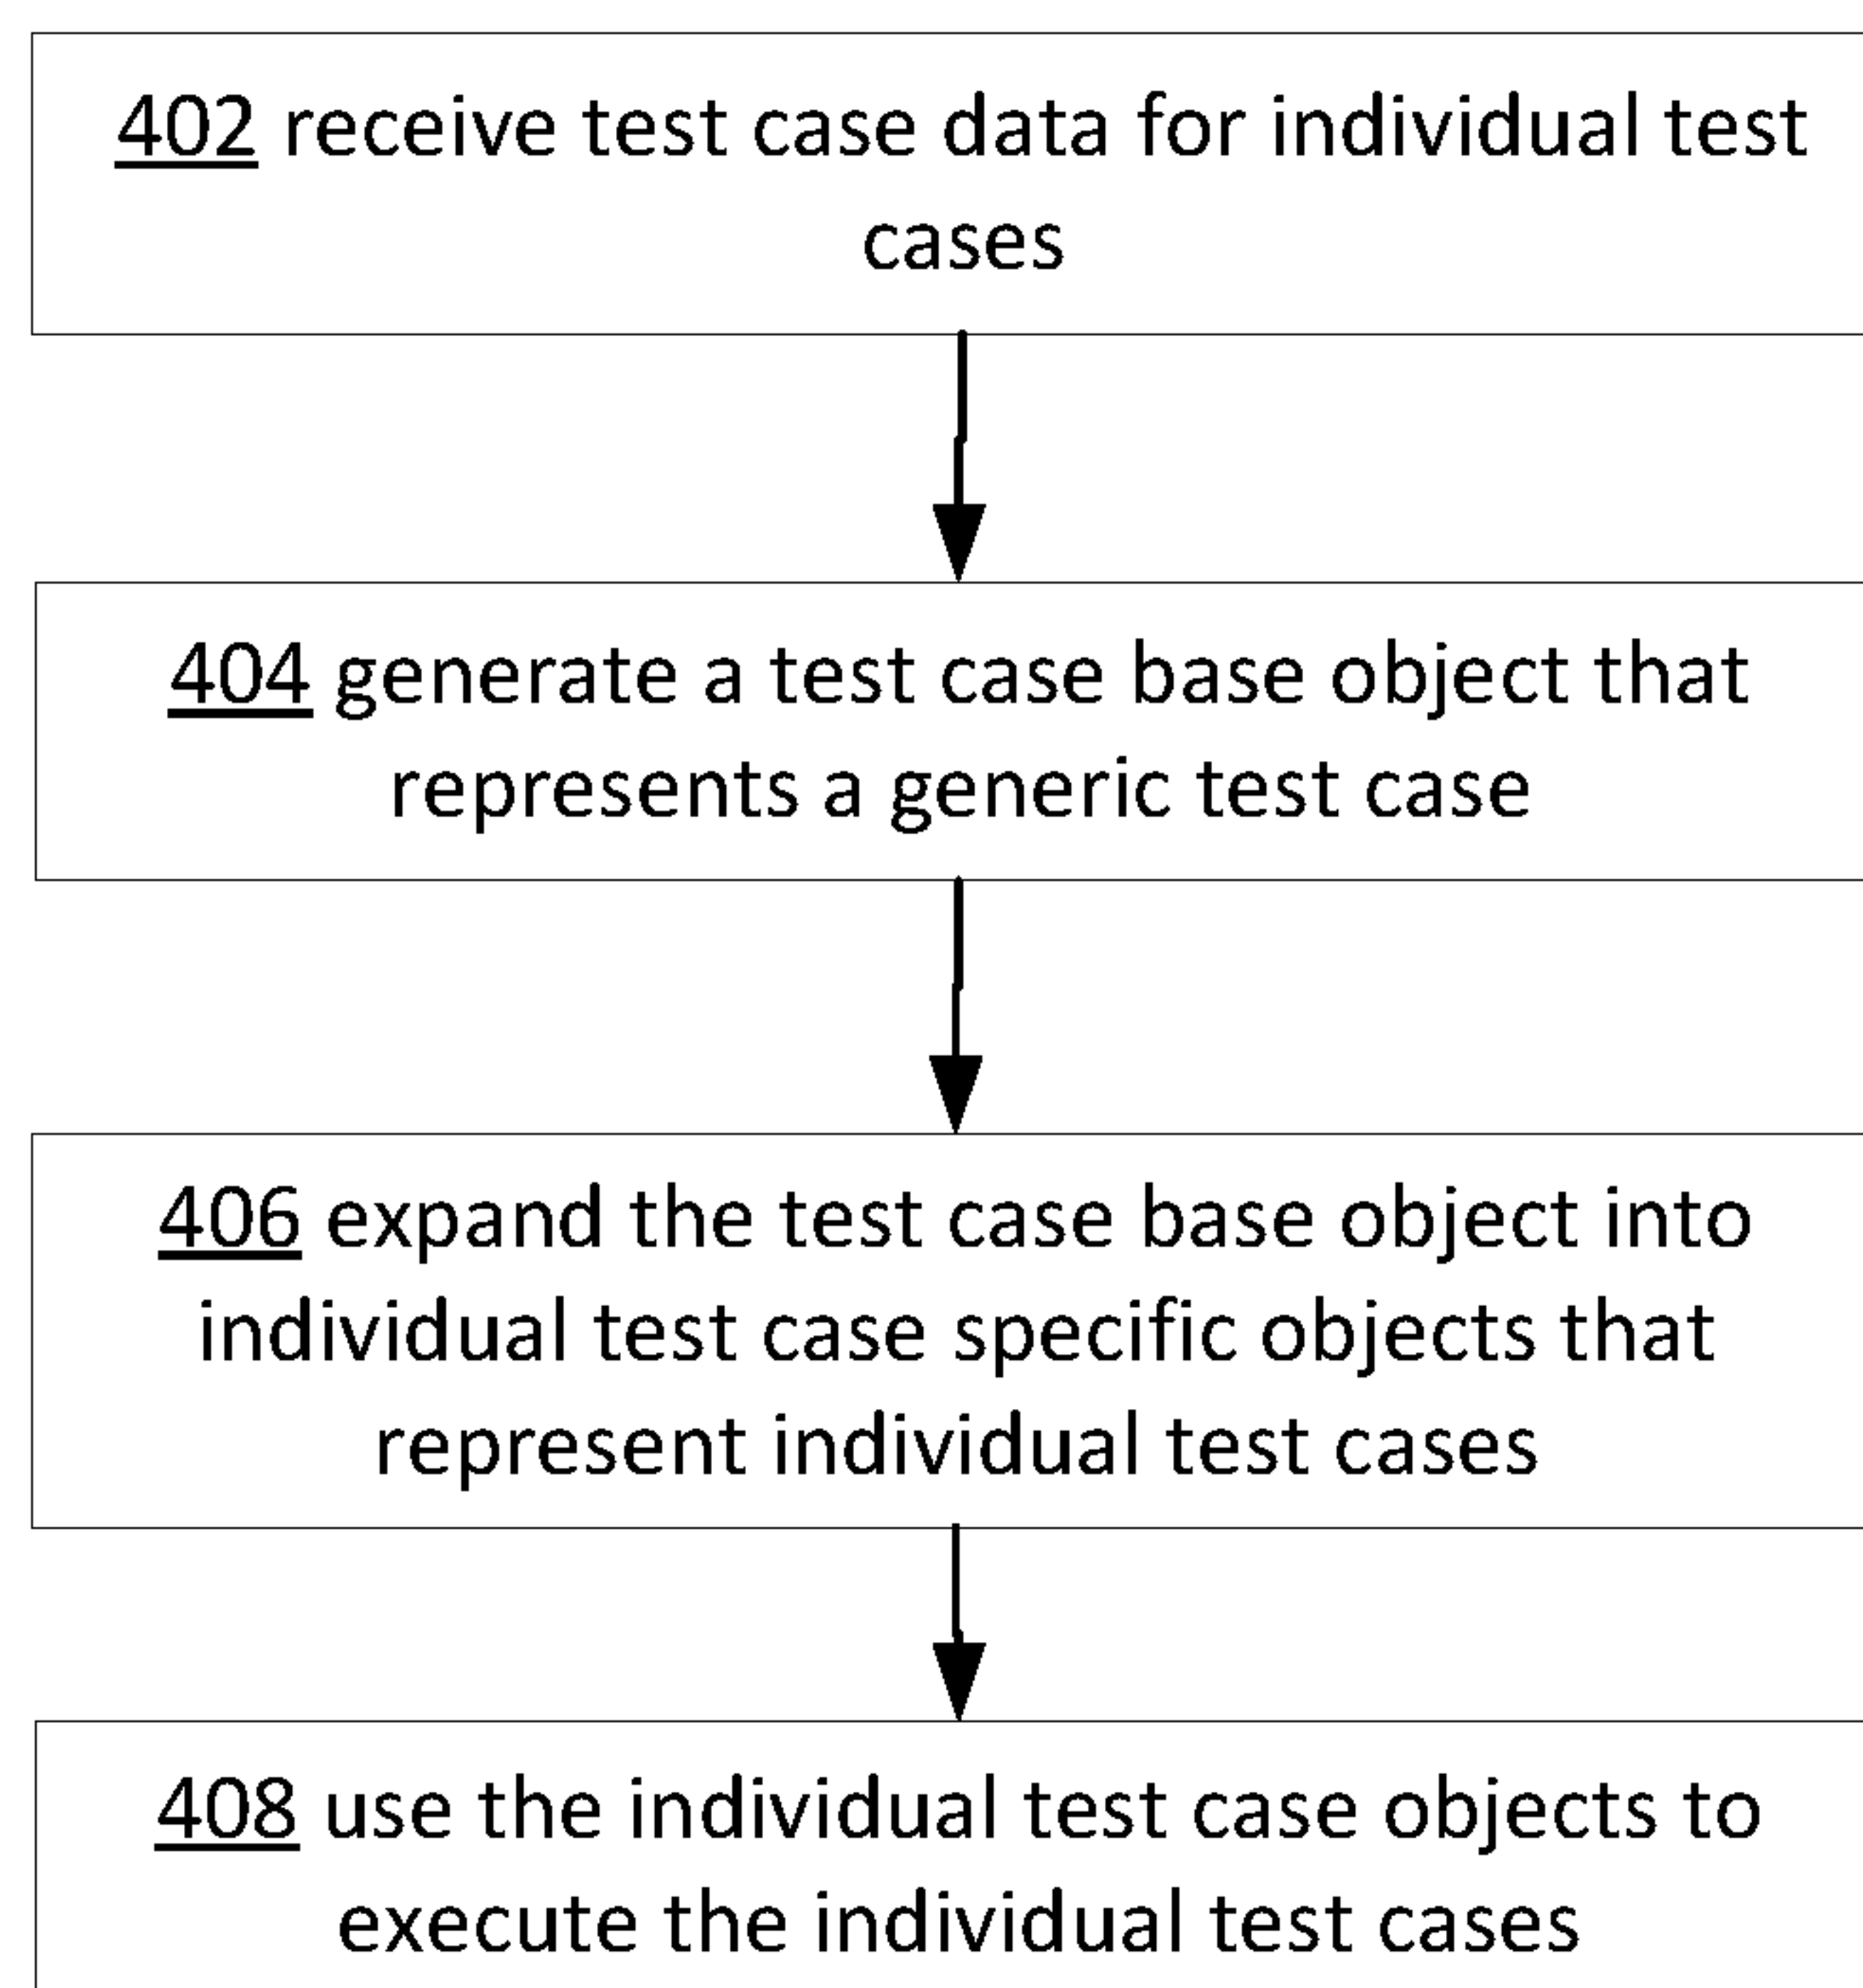 402 receive test case data for individual test
cases
404 generate a test case base object that
represents a generic test case
406 expand the test case base object into
individual test case specific objects that
represent individual test cases
408 use the individual test case objects to
execute the individual test cases